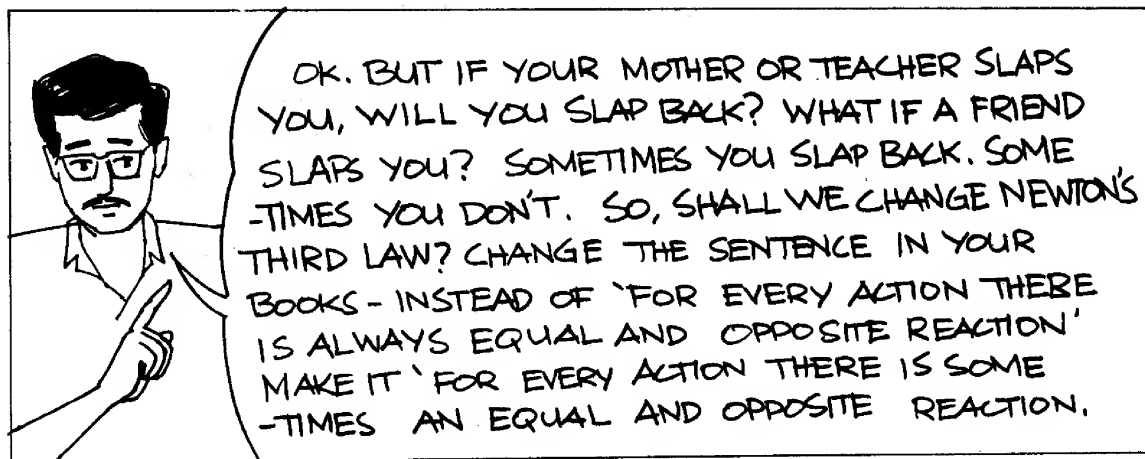 OK. BUT IF YOUR MOTHER OR TEACHER SLAPS
YOU, WILL YOU SLAP BACK? WHAT IF A FRIEND
SLAPS YOU? SOMETIMES YOU SLAP BACK. SOME
-TIMES YOU DON'T. SO, SHALL WE CHANGE NEWTON'S
THIRD LAW? CHANGE THE SENTENCE IN YOUR
BOOKS - INSTEAD OF 'FOR EVERY ACTION THERE
IS ALWAYS EQUAL AND OPPOSITE REACTION'
MAKE IT 'FOR EVERY ACTION THERE IS SOME
-TIMES AN EQUAL AND OPPOSITE REACTION.